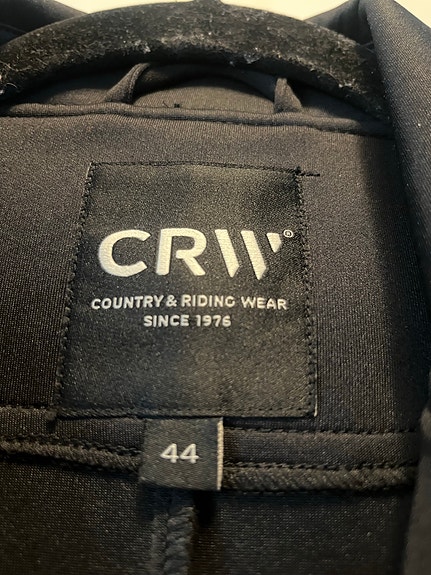 CRW®
COUNTRY & RIDING WEAR
SINCE 1976
44